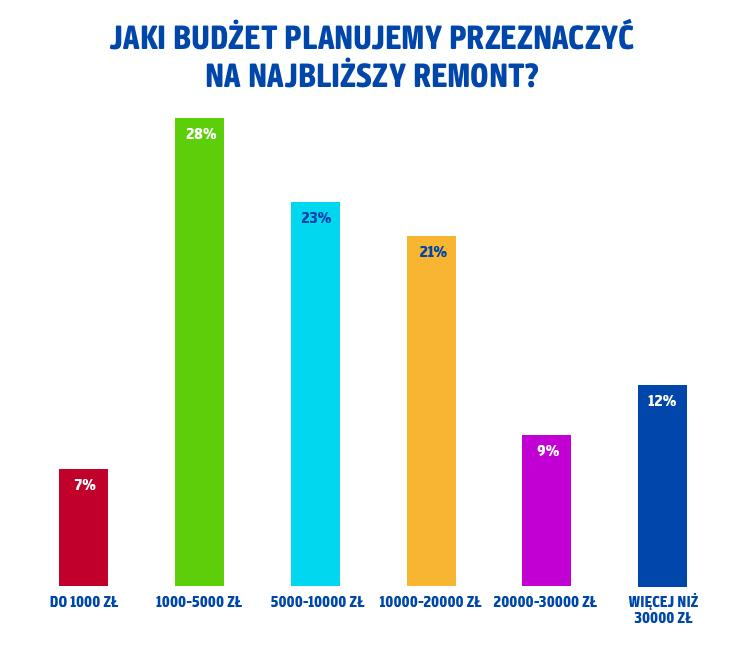 JAKI BUDŻET PLANUJEMY PRZEZNACZYĆ
NA NAJBLIŻSZY REMONT?
28%
23%
21%
12%
9%
7%
DO 1000 ZŁ
1000-5000 ZŁ
5000-10000 ZŁ
10000-20000 ZŁ
20000-30000 ZŁ
WIĘCEJ NIŻ
30000 ZŁ